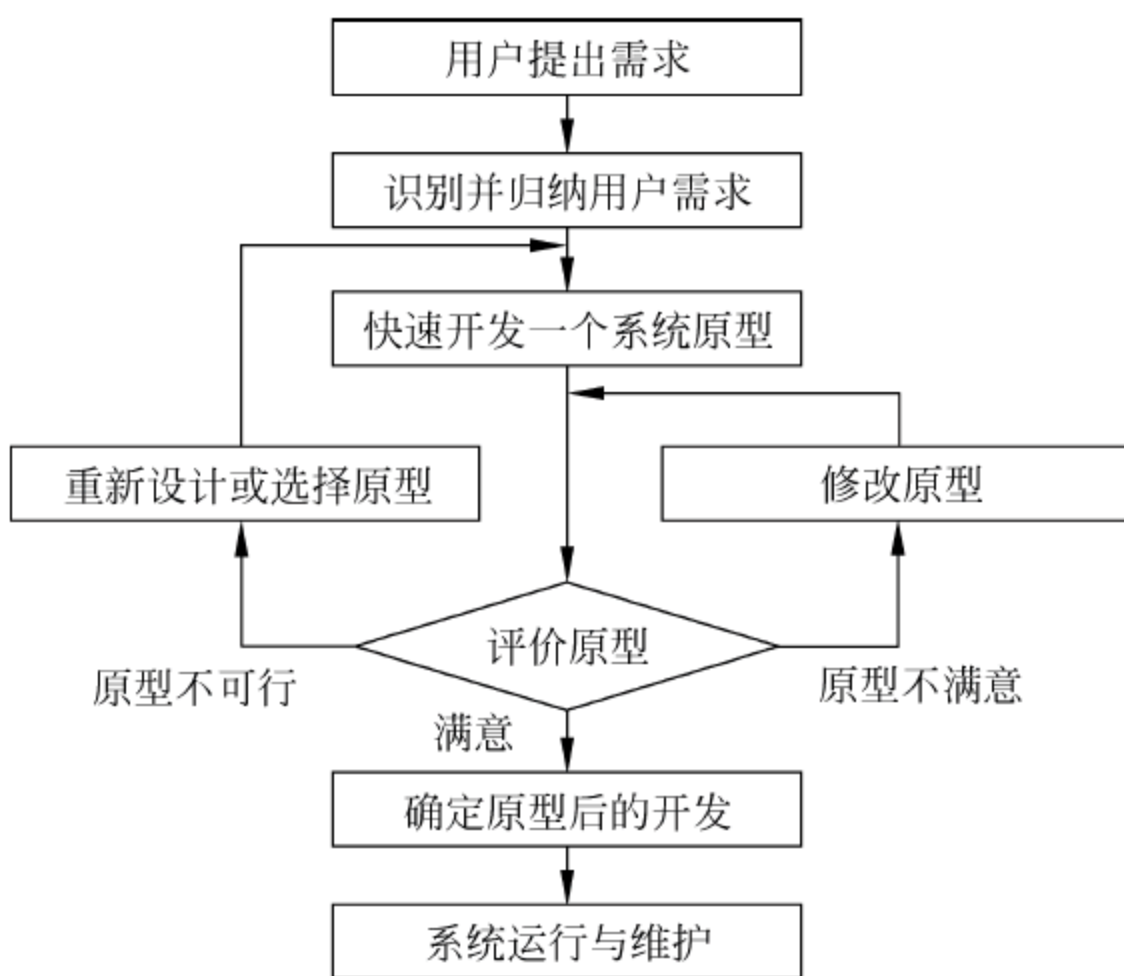 用户提出需求
识别并归纳用户需求
快速开发一个系统原型
重新设计或选择原型
修改原型
评价原型
原型不可行
原型不满意
满意
确定原型后的开发
系统运行与维护